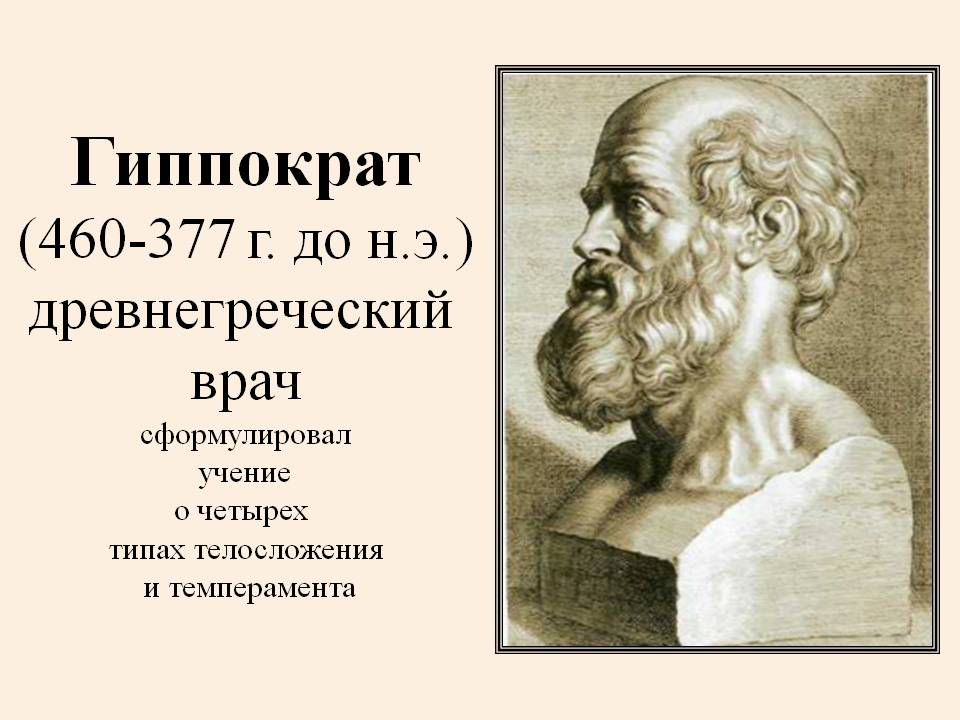 Гиппократ
(460-377 г. до н.э.)
древнегреческий
врач
сформулировал
учение
о четырех
типах телосложения
и темперамента